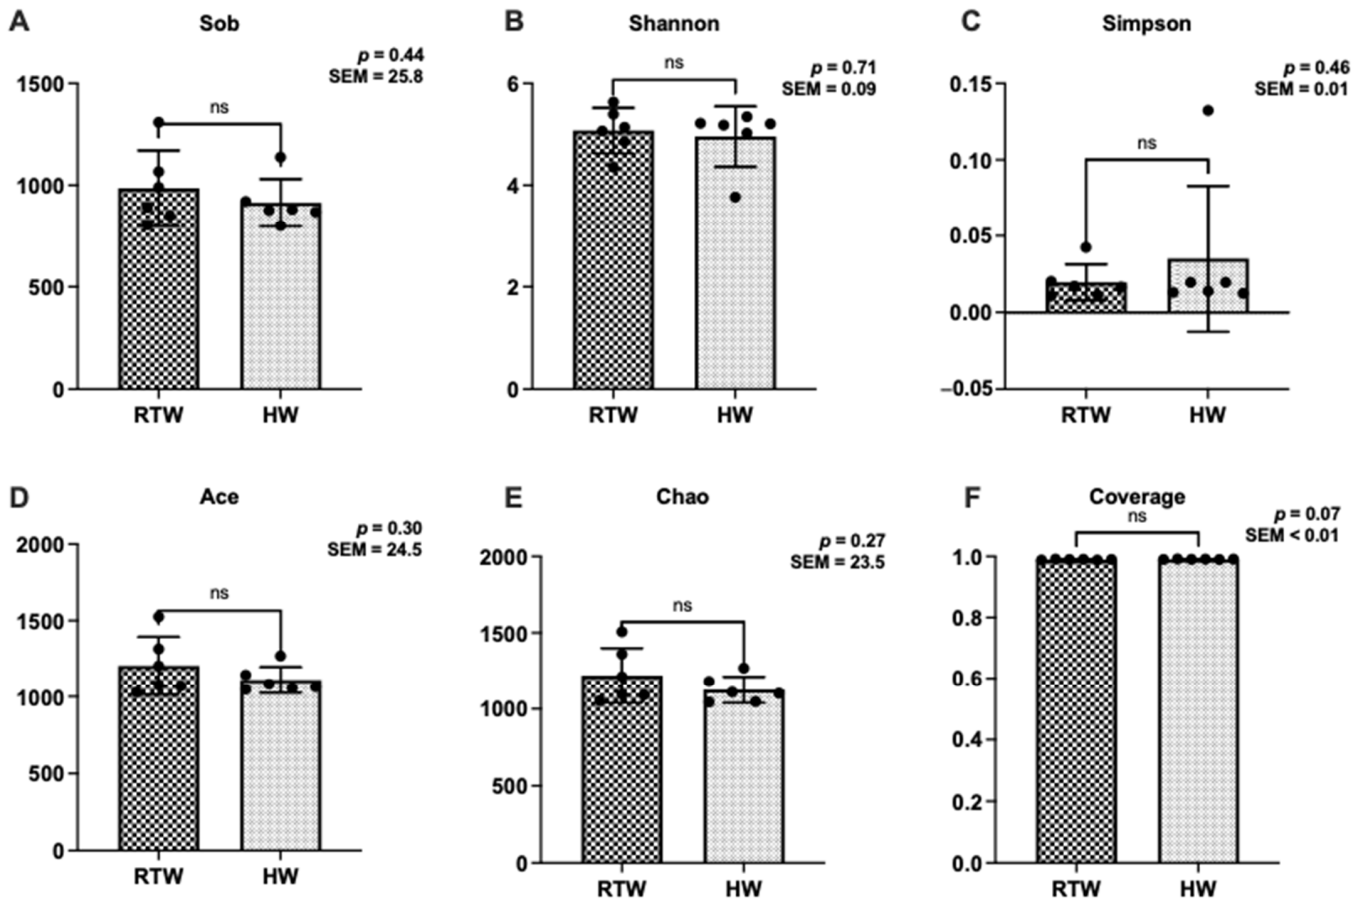 A
Sob
p = 0.44
SEM = 25.8
ns
1500
1000
500
0
RTW
HW
B
Shannon
p = 0.71
SEM = 0.09
ns
6
4
2
0
RTW
HW
C
Simpson
p = 0.46
SEM = 0.01
ns
0.15
0.10
0.05
0.00
–0.05
RTW
HW
D
Ace
p = 0.30
SEM = 24.5
ns
2000
1500
1000
500
0
RTW
HW
E
Chao
p = 0.27
SEM = 23.5
ns
2000
1500
1000
500
0
RTW
HW
F
Coverage
p = 0.07
SEM < 0.01
ns
1.0
0.8
0.6
0.4
0.2
0.0
RTW
HW